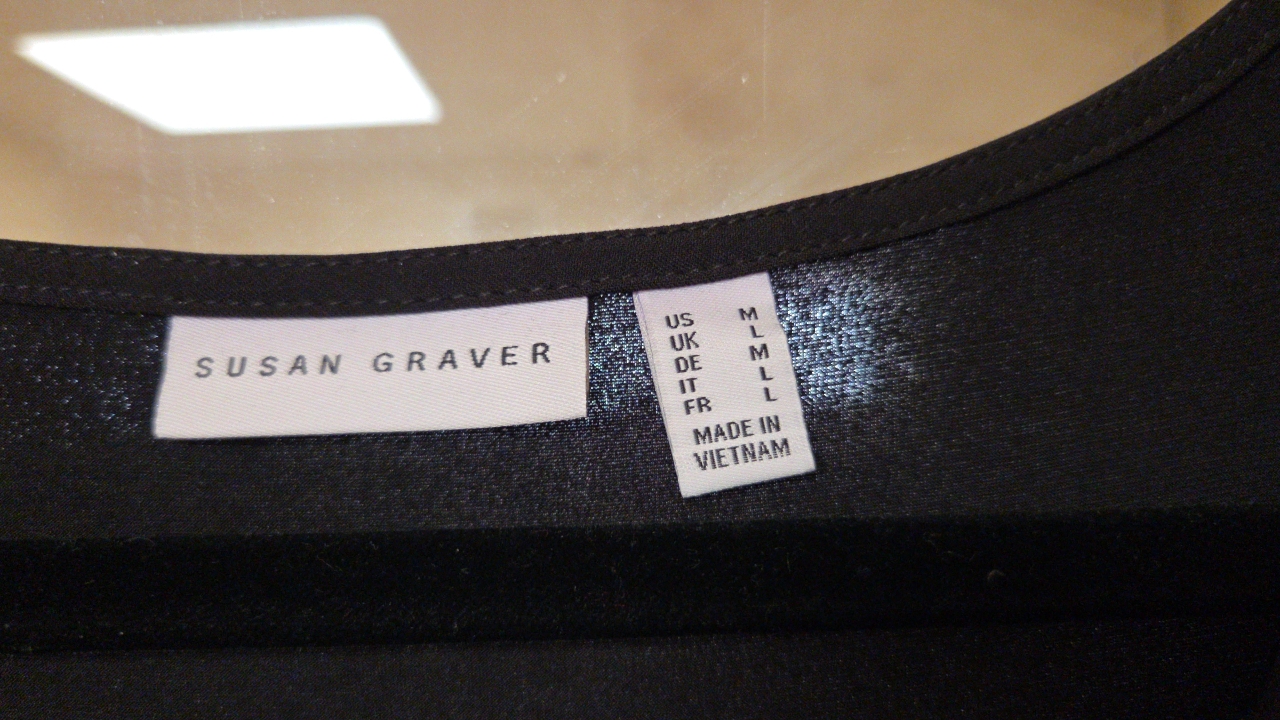 SUSAN GRAVER
US M
UK L
DE M
IT L
FR L
MADE IN
VIETNAM